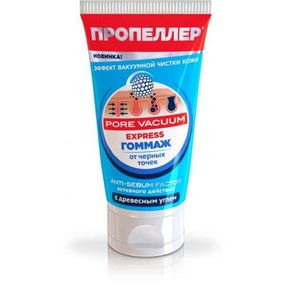 ПРОПЕЛЛЕР®
НОВИНКА!
ЭФФЕКТ ВАКУУМНОЙ ЧИСТКИ КОЖИ
PORE VACUUM
EXPRESS
ГОММАЖ
от черных
точек
ANTI-SEBUM FACTOR
активного действия
с древесным углем